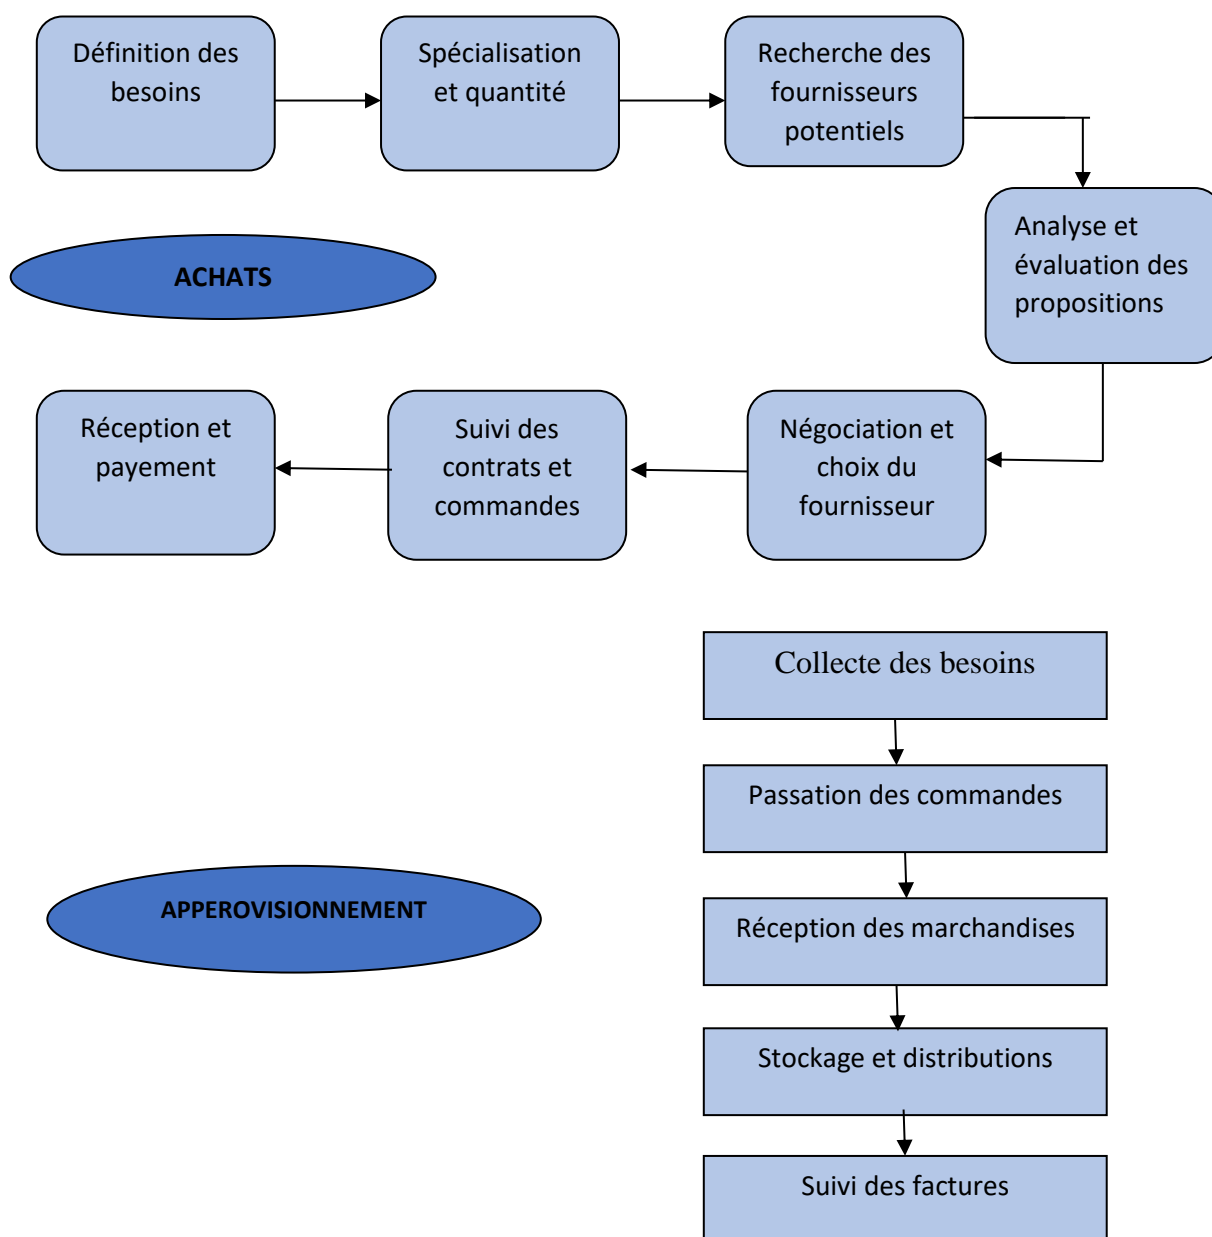 Définition des
besoins
Spécialisation
et quantité
Recherche des
fournisseurs
potentiels
Analyse et
évaluation des
propositions
ACHATS
Réception et
payement
Suivi des
contrats et
commandes
Négociation et
choix du
fournisseur
Collecte des besoins
Passation des commandes
APPEROVISIONNEMENT
Réception des marchandises
Stockage et distributions
Suivi des factures